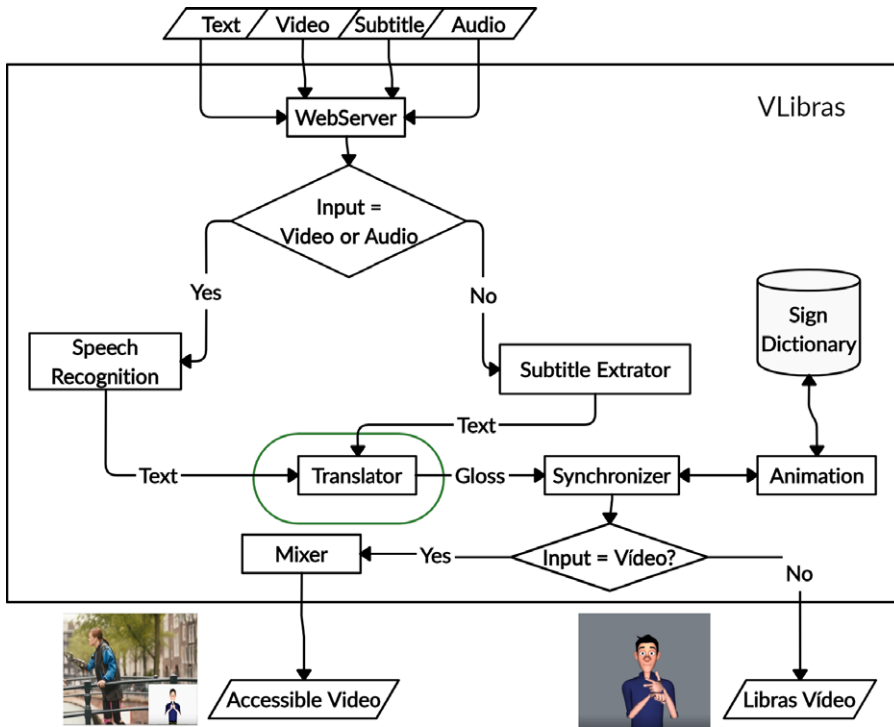 Text Video Subtitle Audio
WebServer
VLibras
Input =
Video or Audio
Yes
No
Sign
Dictionary
Speech
Recognition
Subtitle Extrator
Text
Text
Translator
Gloss
Synchronizer
Animation
Mixer
Yes
Input = Vídeo?
No
Accessible Video
Libras Vídeo